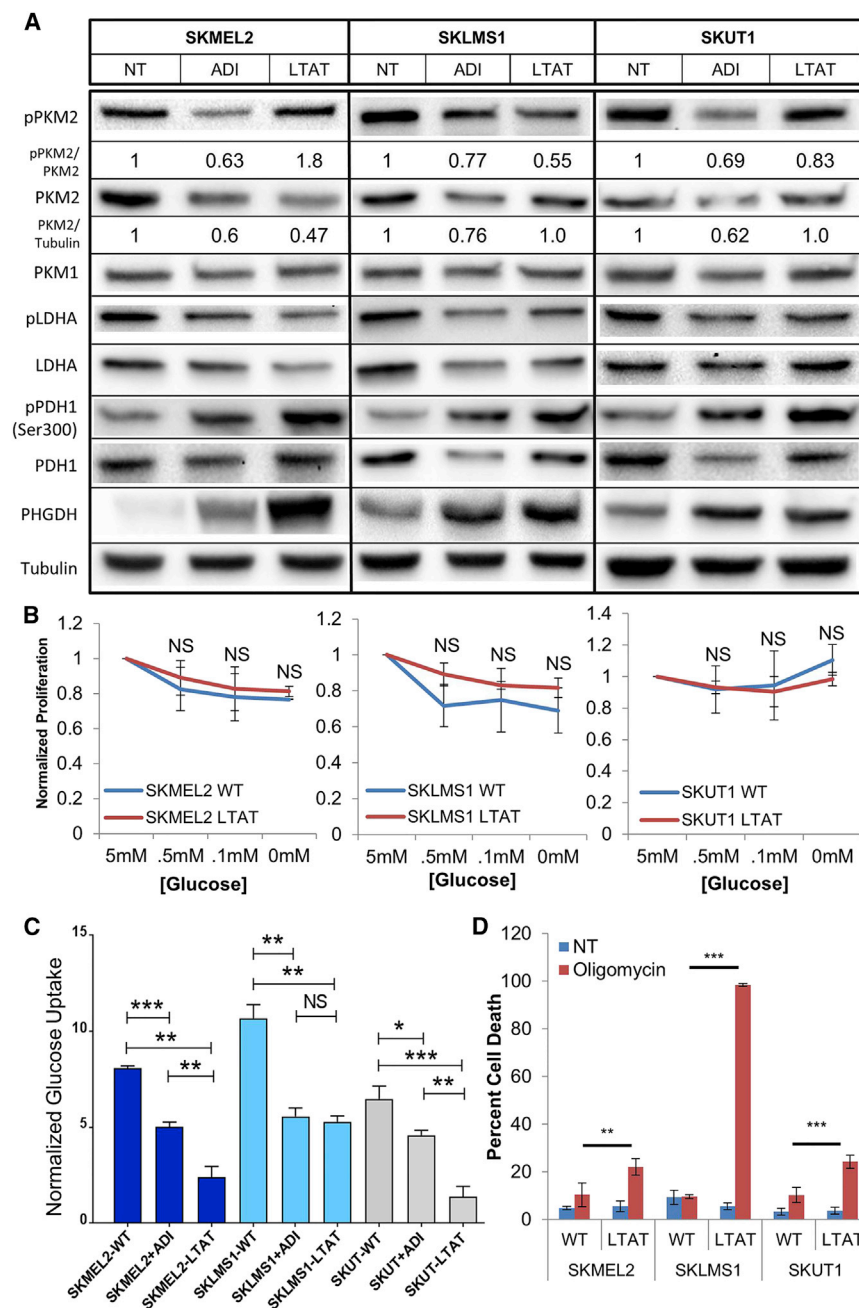 A
SKMEL2 SKLMS1 SKUT1
NT ADI LTAT NT ADI LTAT NT ADI LTAT
pPKM2
pPKM2/
PKM2
1 0.63 1.8 1 0.77 0.55 1 0.69 0.83
PKM2
PKM2/
Tubulin
1 0.6 0.47 1 0.76 1.0 1 0.62 1.0
PKM1
pLDHA
LDHA
pPDH1
(Ser300)
PDH1
PHGDH
Tubulin
B
Normalized Proliferation
1.2
1
0.8
0.6
0.4
0.2
0
NS NS NS
SKMEL2 WT
SKMEL2 LTAT
5mM .5mM .1mM 0mM
[Glucose]
1.2
1
0.8
0.6
0.4
0.2
0
NS NS NS
SKLMS1 WT
SKLMS1 LTAT
5mM .5mM .1mM 0mM
[Glucose]
1.4
1.2
1
0.8
0.6
0.4
0.2
0
NS NS NS
SKUT1 WT
SKUT1 LTAT
5mM .5mM .1mM 0mM
[Glucose]
C
Normalized Glucose Uptake
15
10
5
0
*** ** **
** ** NS
* *** **
SKMEL2-WT
SKMEL2+ADI
SKMEL2-LTAT
SKLMS1-WT
SKLMS1+ADI
SKLMS1-LTAT
SKUT-WT
SKUT+ADI
SKUT-LTAT
D
NT
Oligomycin
Percent Cell Death
120
100
80
60
40
20
0
** *** ***
WT LTAT WT LTAT WT LTAT
SKMEL2 SKLMS1 SKUT1